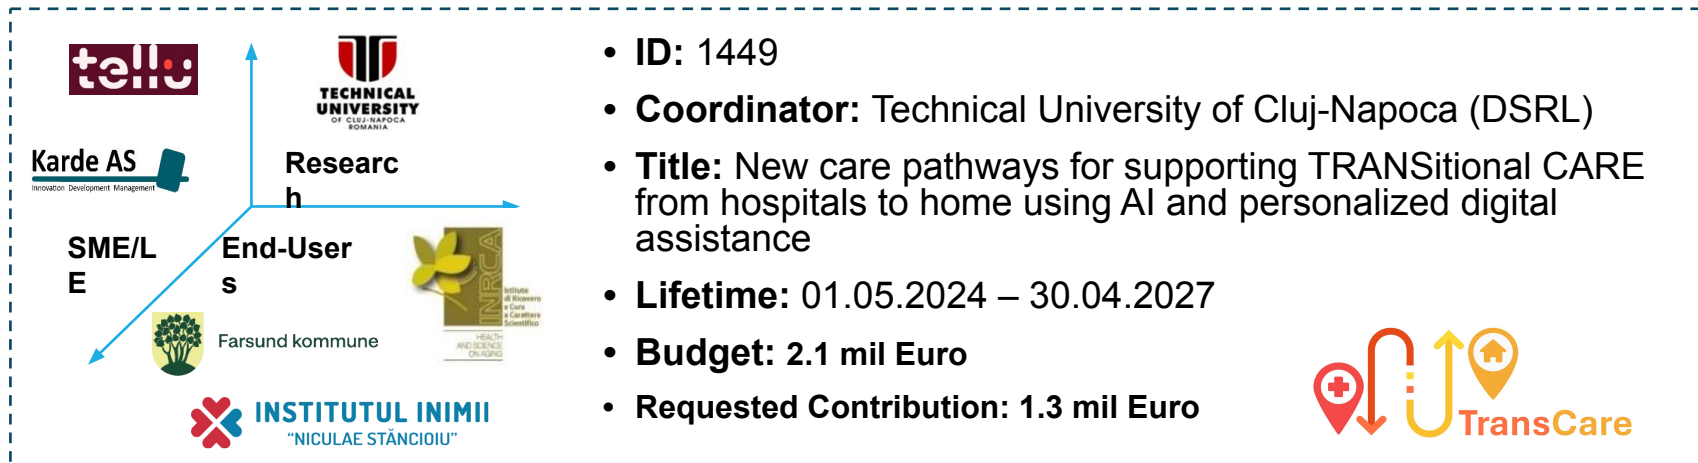 tellu
TECHNICAL
UNIVERSITY
OF CLUJ-NAPOCA
ROMANIA
Karde AS
Innovation Development Management
Researc
h
SME/L
E
End-User
s
INRCA
Istituto
di Ricovero
e Cura
a Carattere
Scientifico
HEALTH
AND SCIENCE
ON AGING
Farsund kommune
INSTITUTUL INIMII
“NICULAE STĂNCIOIU”
• ID: 1449
• Coordinator: Technical University of Cluj-Napoca (DSRL)
• Title: New care pathways for supporting TRANSitional CARE
from hospitals to home using AI and personalized digital
assistance
• Lifetime: 01.05.2024 – 30.04.2027
• Budget: 2.1 mil Euro
• Requested Contribution: 1.3 mil Euro
TransCare